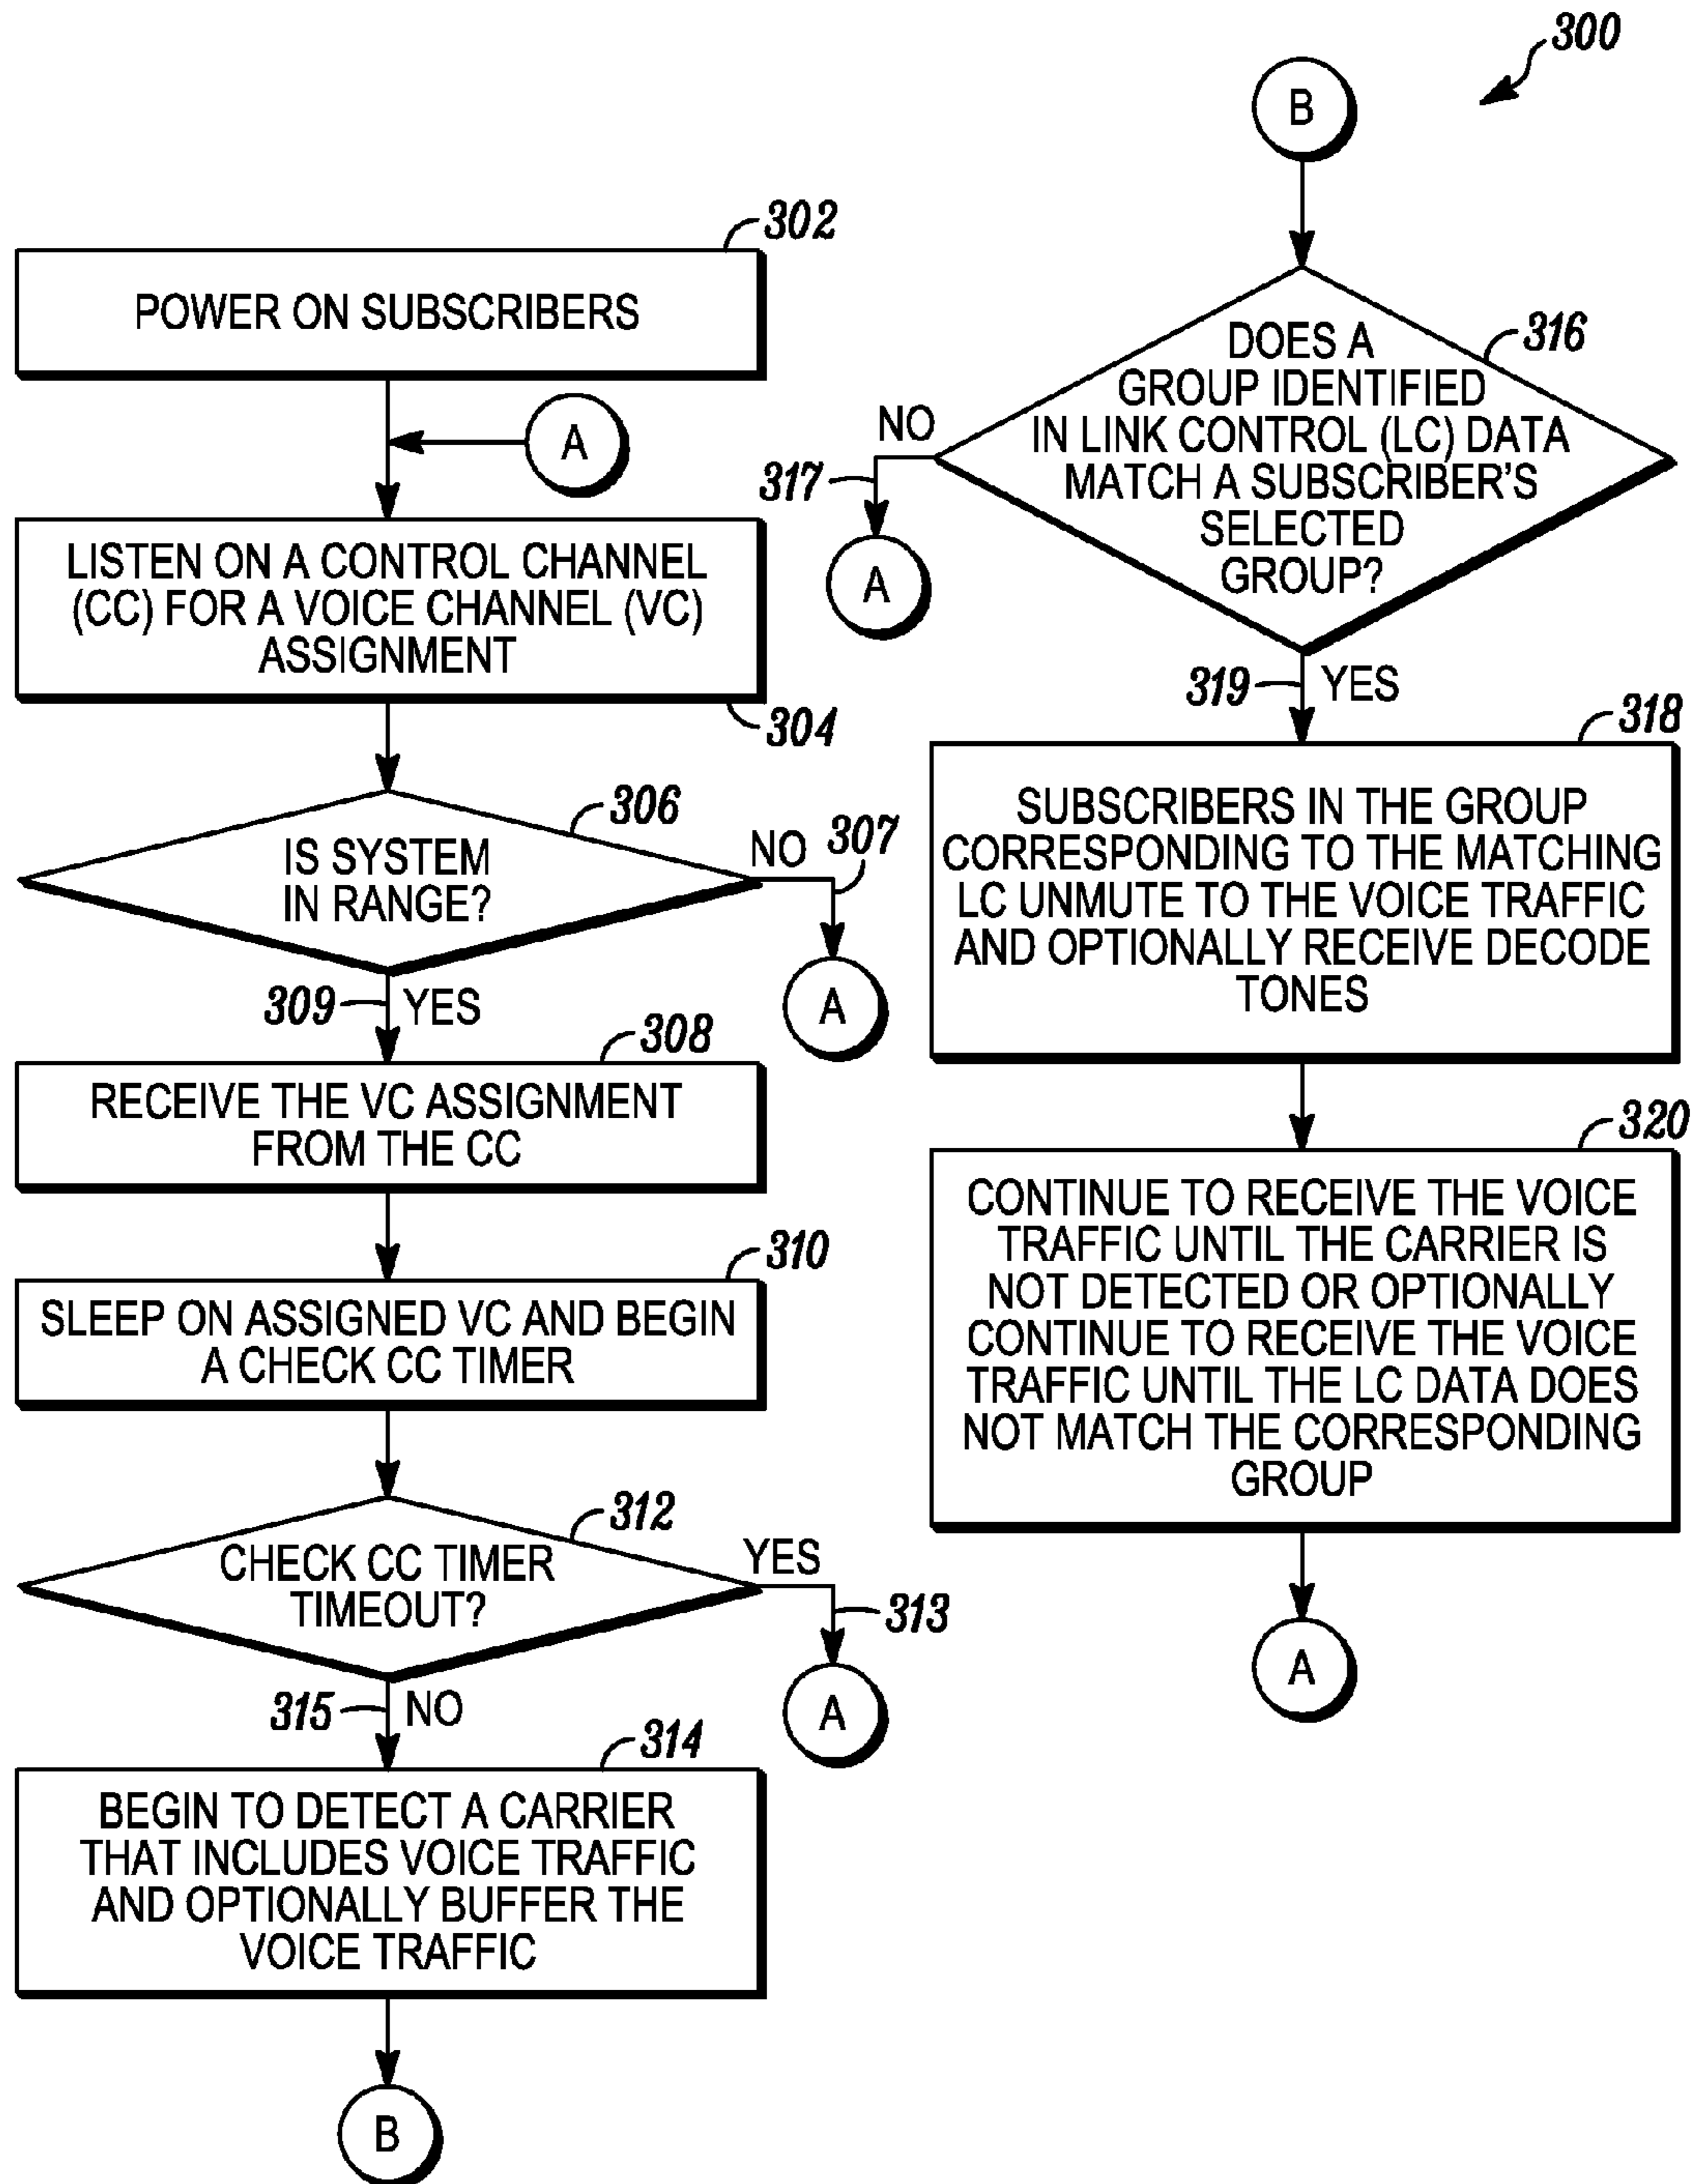 300
302
POWER ON SUBSCRIBERS
A
LISTEN ON A CONTROL CHANNEL
(CC) FOR A VOICE CHANNEL (VC)
ASSIGNMENT
304
306
IS SYSTEM
IN RANGE?
NO
307
A
309
YES
308
RECEIVE THE VC ASSIGNMENT
FROM THE CC
310
SLEEP ON ASSIGNED VC AND BEGIN
A CHECK CC TIMER
312
CHECK CC TIMER
TIMEOUT?
YES
313
A
315
NO
314
BEGIN TO DETECT A CARRIER
THAT INCLUDES VOICE TRAFFIC
AND OPTIONALLY BUFFER THE
VOICE TRAFFIC
B
B
316
DOES A
GROUP IDENTIFIED
IN LINK CONTROL (LC) DATA
MATCH A SUBSCRIBER'S
SELECTED
GROUP?
NO
317
A
319
YES
318
SUBSCRIBERS IN THE GROUP
CORRESPONDING TO THE MATCHING
LC UNMUTE TO THE VOICE TRAFFIC
AND OPTIONALLY RECEIVE DECODE
TONES
320
CONTINUE TO RECEIVE THE VOICE
TRAFFIC UNTIL THE CARRIER IS
NOT DETECTED OR OPTIONALLY
CONTINUE TO RECEIVE THE VOICE
TRAFFIC UNTIL THE LC DATA DOES
NOT MATCH THE CORRESPONDING
GROUP
A